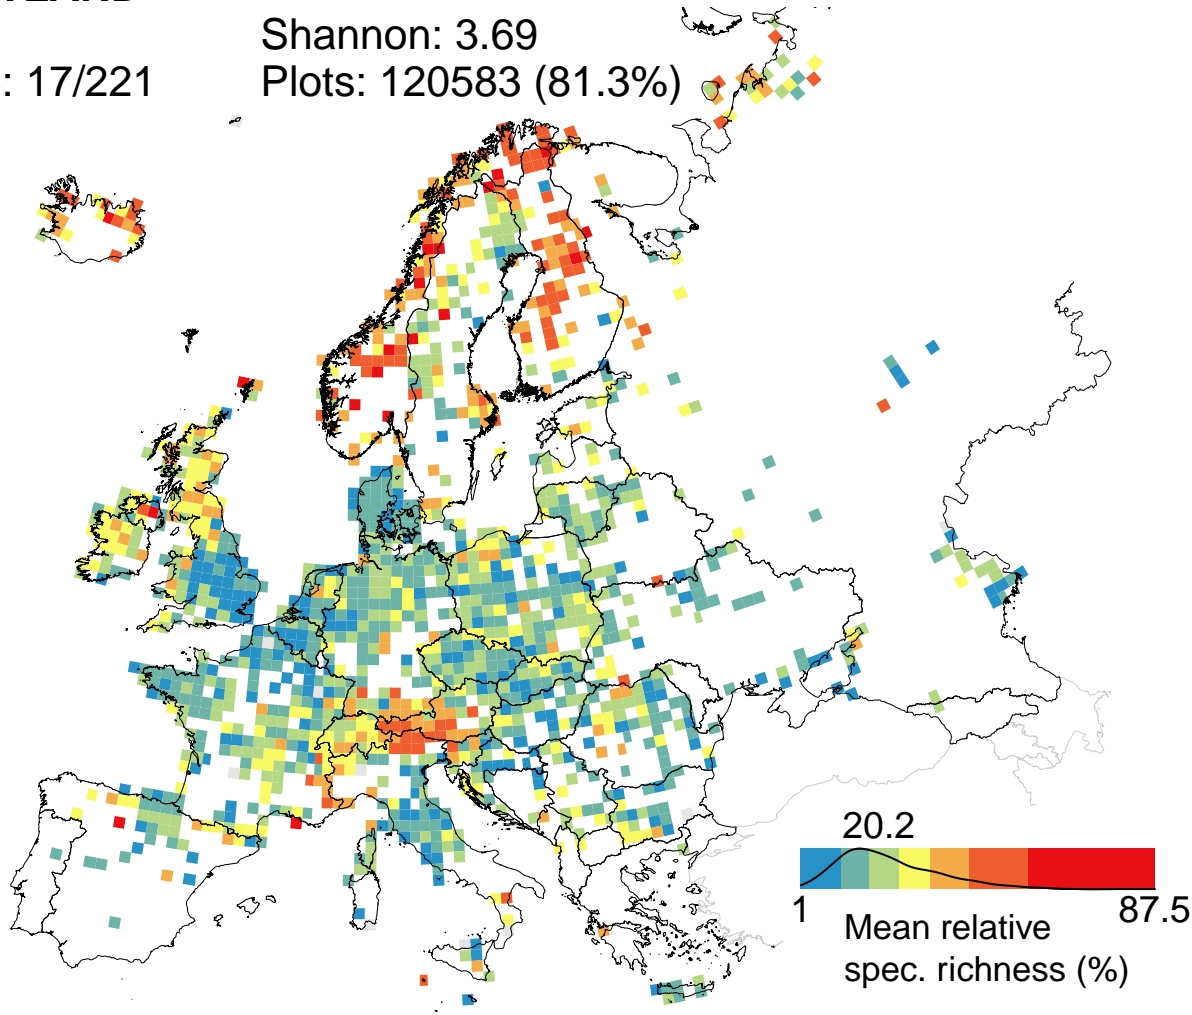 Shannon: 3.69
: 17/221
Plots: 120583 (81.3%)
20.2
1
87.5
Mean relative
spec. richness (%)